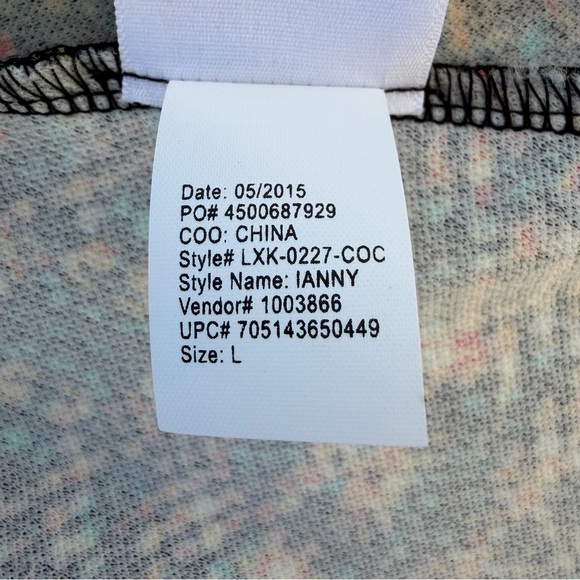 Date: 05/2015
PO# 4500687929
COO: CHINA
Style# LXK-0227-COC
Style Name: IANNY
Vendor# 1003866
UPC# 705143650449
Size: L